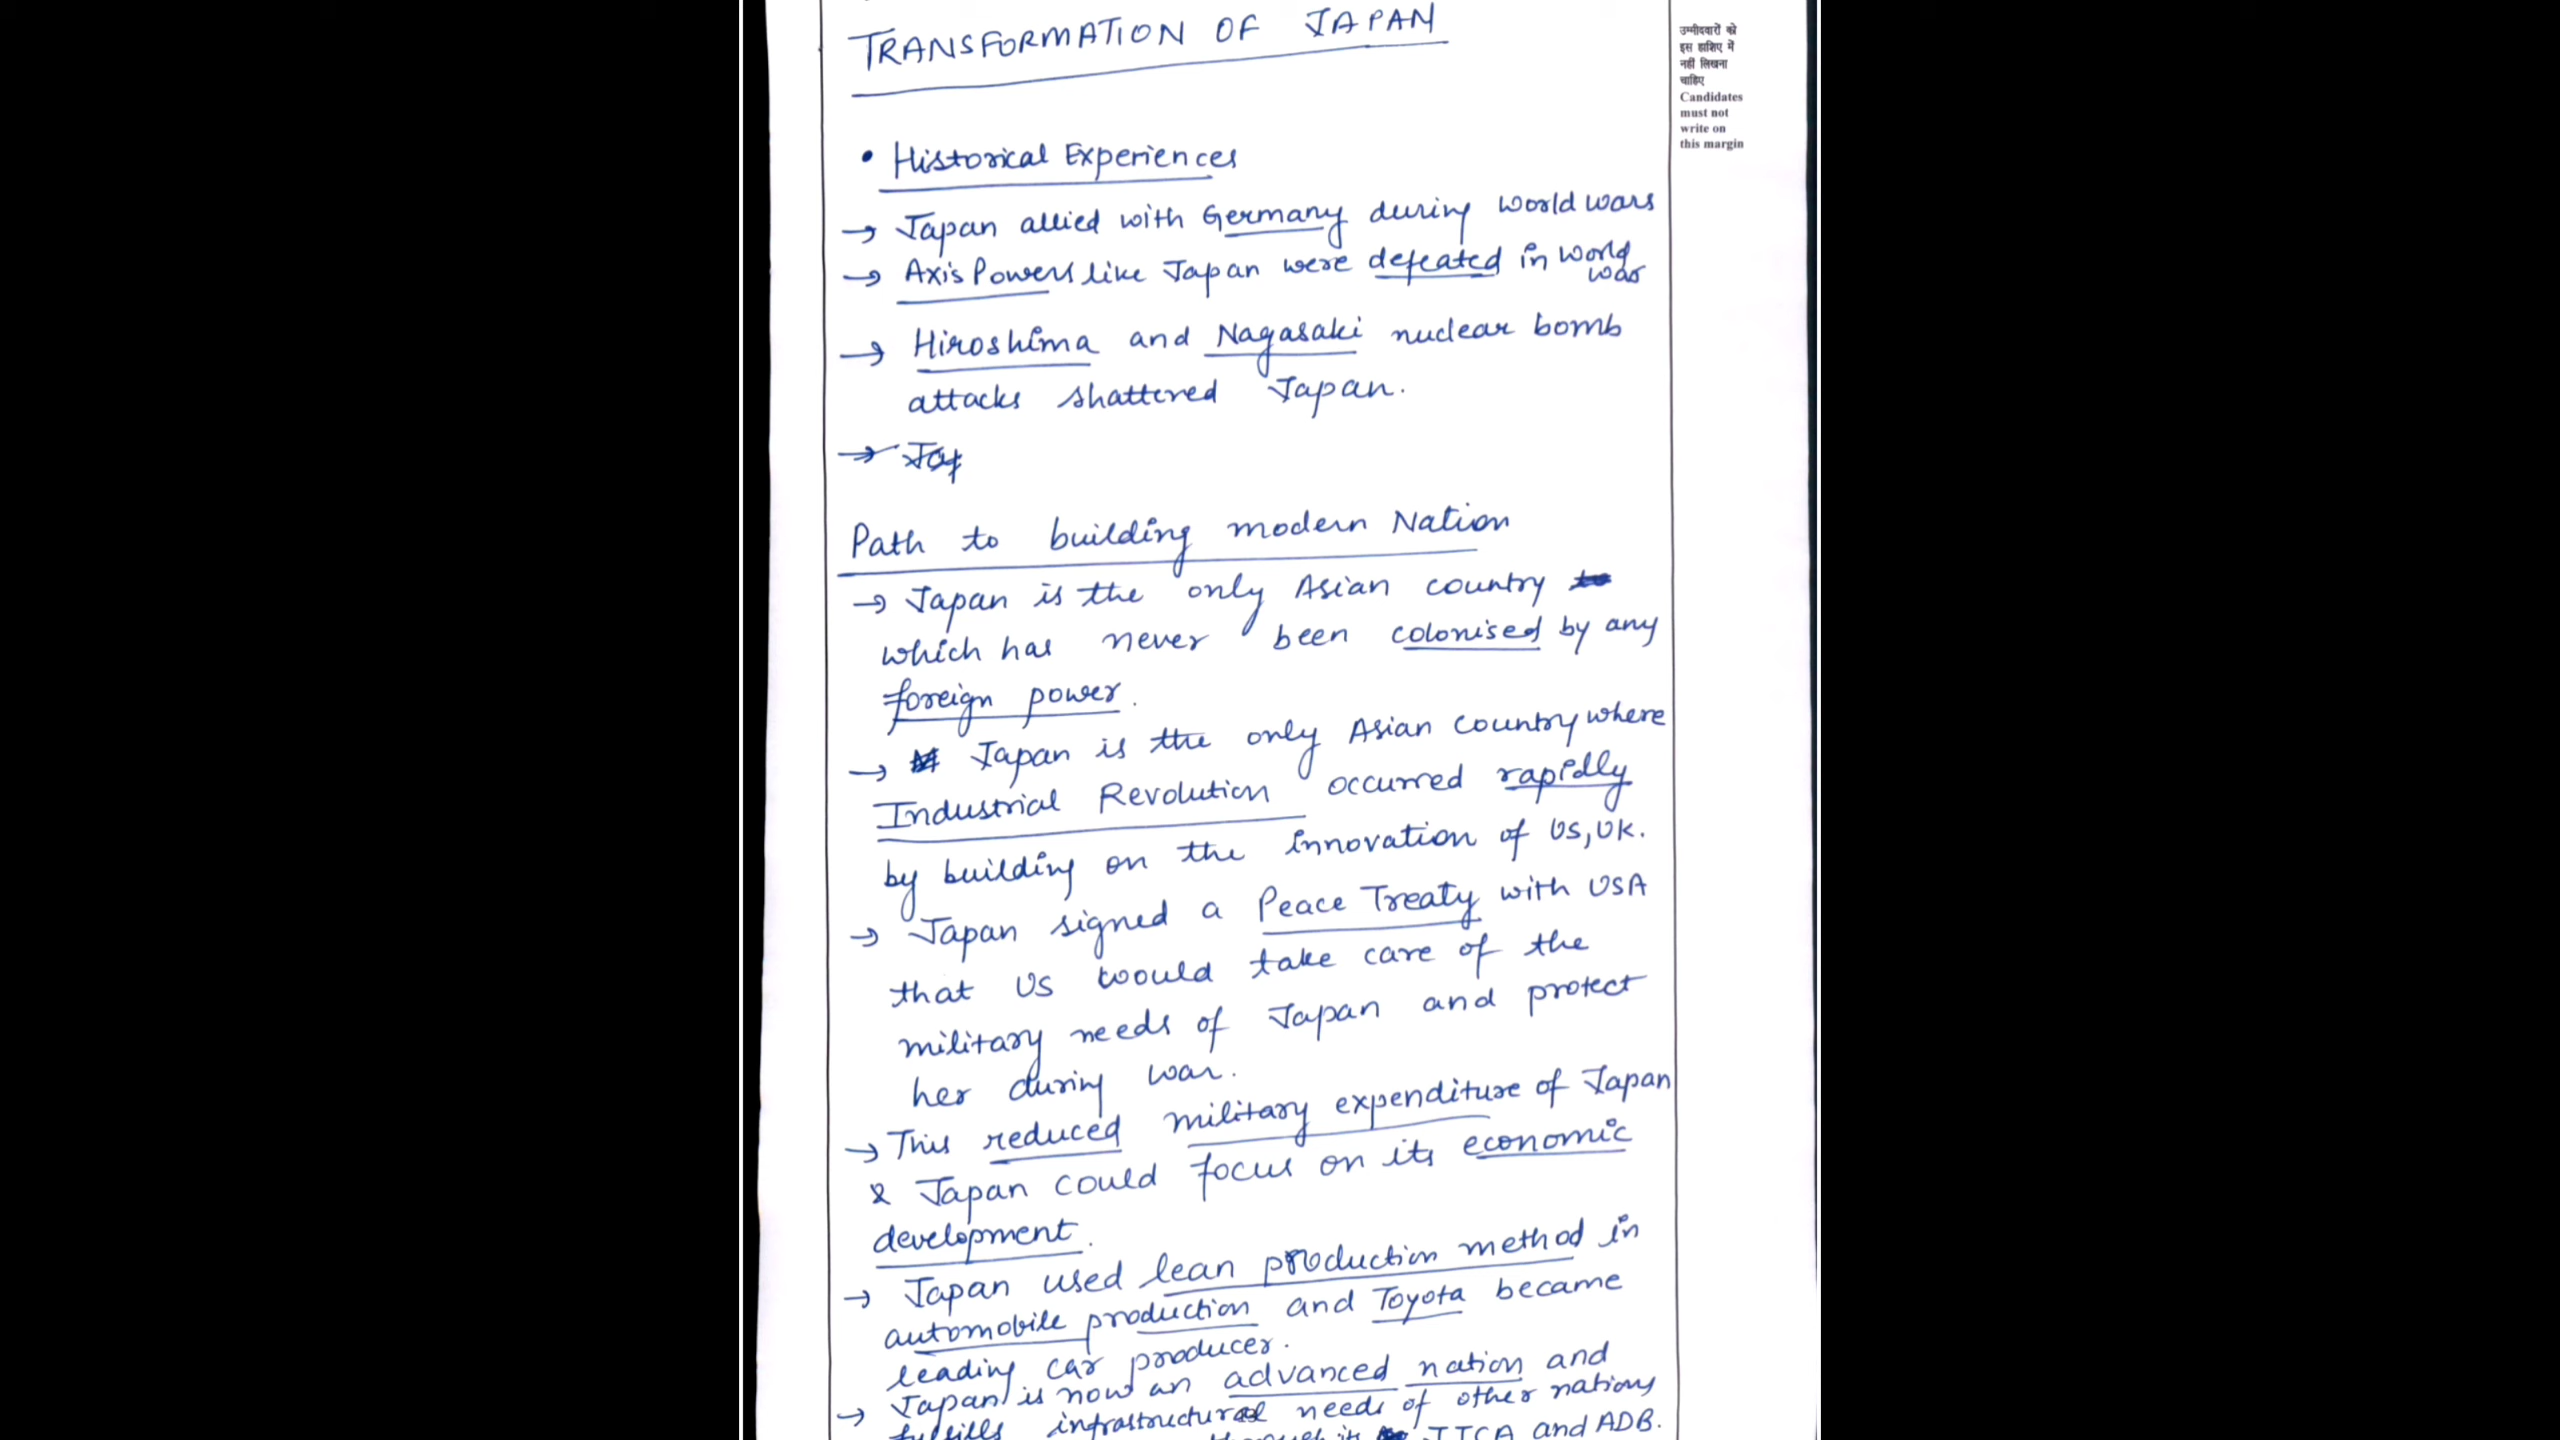 TRANSFORMATION OF JAPAN
उम्मीदवारों को
इस हाशिए में
नहीं लिखना
चाहिए
Candidates
must not
write on
this margin
• Historical Experiences
→ Japan allied with Germany during world wars
→ Axis Powers like Japan were defeated in world
war
→ Hiroshima and Nagasaki nuclear bomb
attacks shattered Japan.
→ Jap
Path to building modern Nation
→ Japan is the only Asian country to
which has never been colonised by any
foreign power.
→ Japan is the only Asian country where
Industrial Revolution occurred rapidly
by building on the innovation of US, UK.
→ Japan signed a Peace Treaty with USA
that US would take care of the
military needs of Japan and protect
her during war.
→ This reduced military expenditure of Japan
& Japan could focus on its economic
development.
→ Japan used lean production method in
automobile production and Toyota became
leading car producer.
→ Japan is now an advanced nation and
fulfills infrastructural needs of other nations
through its JICA and ADB.